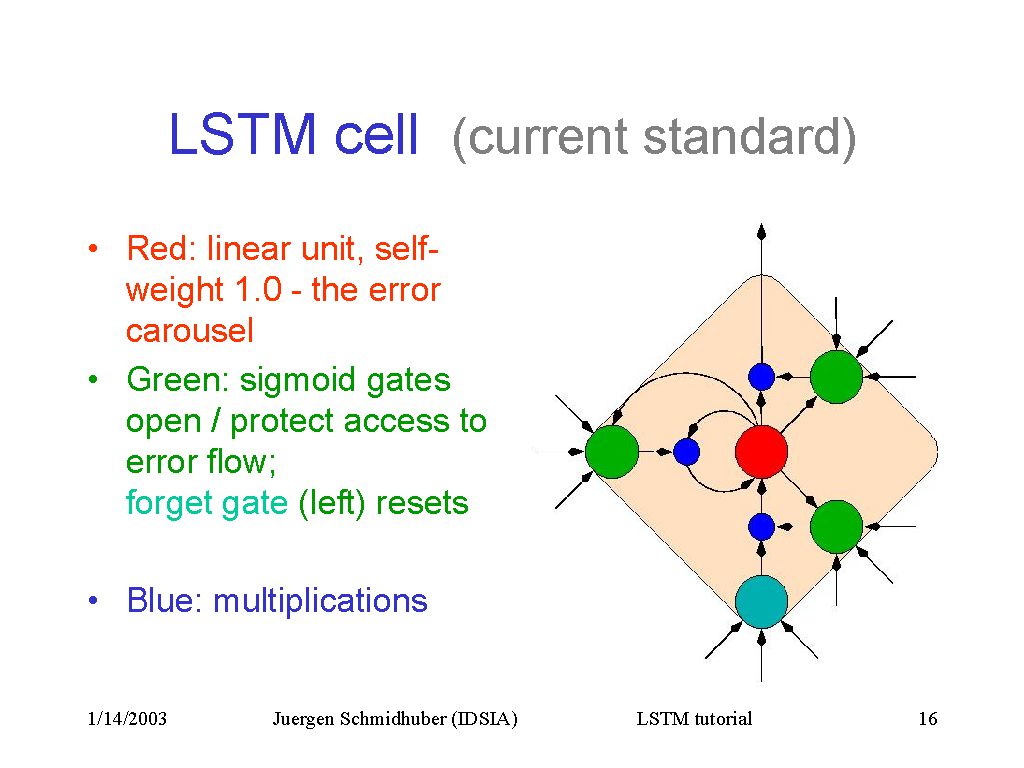 LSTM cell (current standard)
• Red: linear unit, self-
weight 1.0 - the error
carousel
• Green: sigmoid gates
open / protect access to
error flow;
forget gate (left) resets
• Blue: multiplications
1/14/2003 Juergen Schmidhuber (IDSIA) LSTM tutorial 16